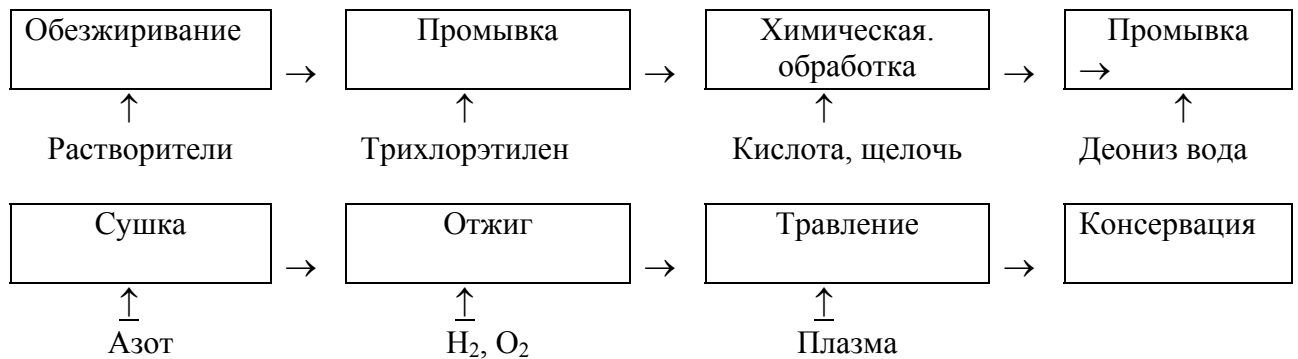 Обезжиривание → Промывка → Химическая. обработка → Промывка →
↑ ↑ ↑ ↑
Растворители Трихлорэтилен Кислота, щелочь Деониз вода
Сушка → Отжиг → Травление → Консервация
↑ ↑ ↑
Азот H₂, O₂ Плазма